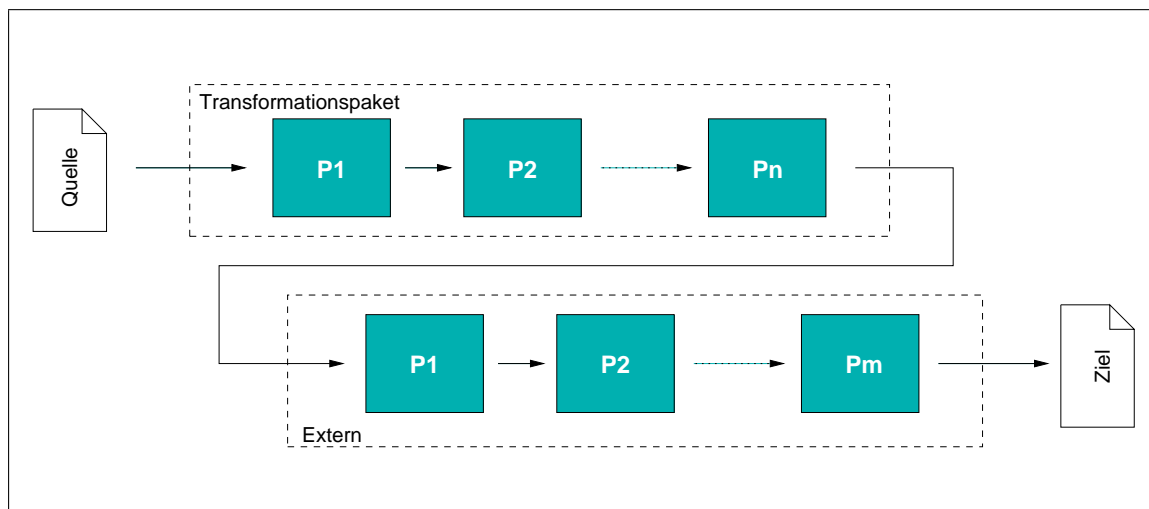 Transformationspaket
Quelle
P1
P2
Pn
P1
P2
Pm
Extern
Ziel